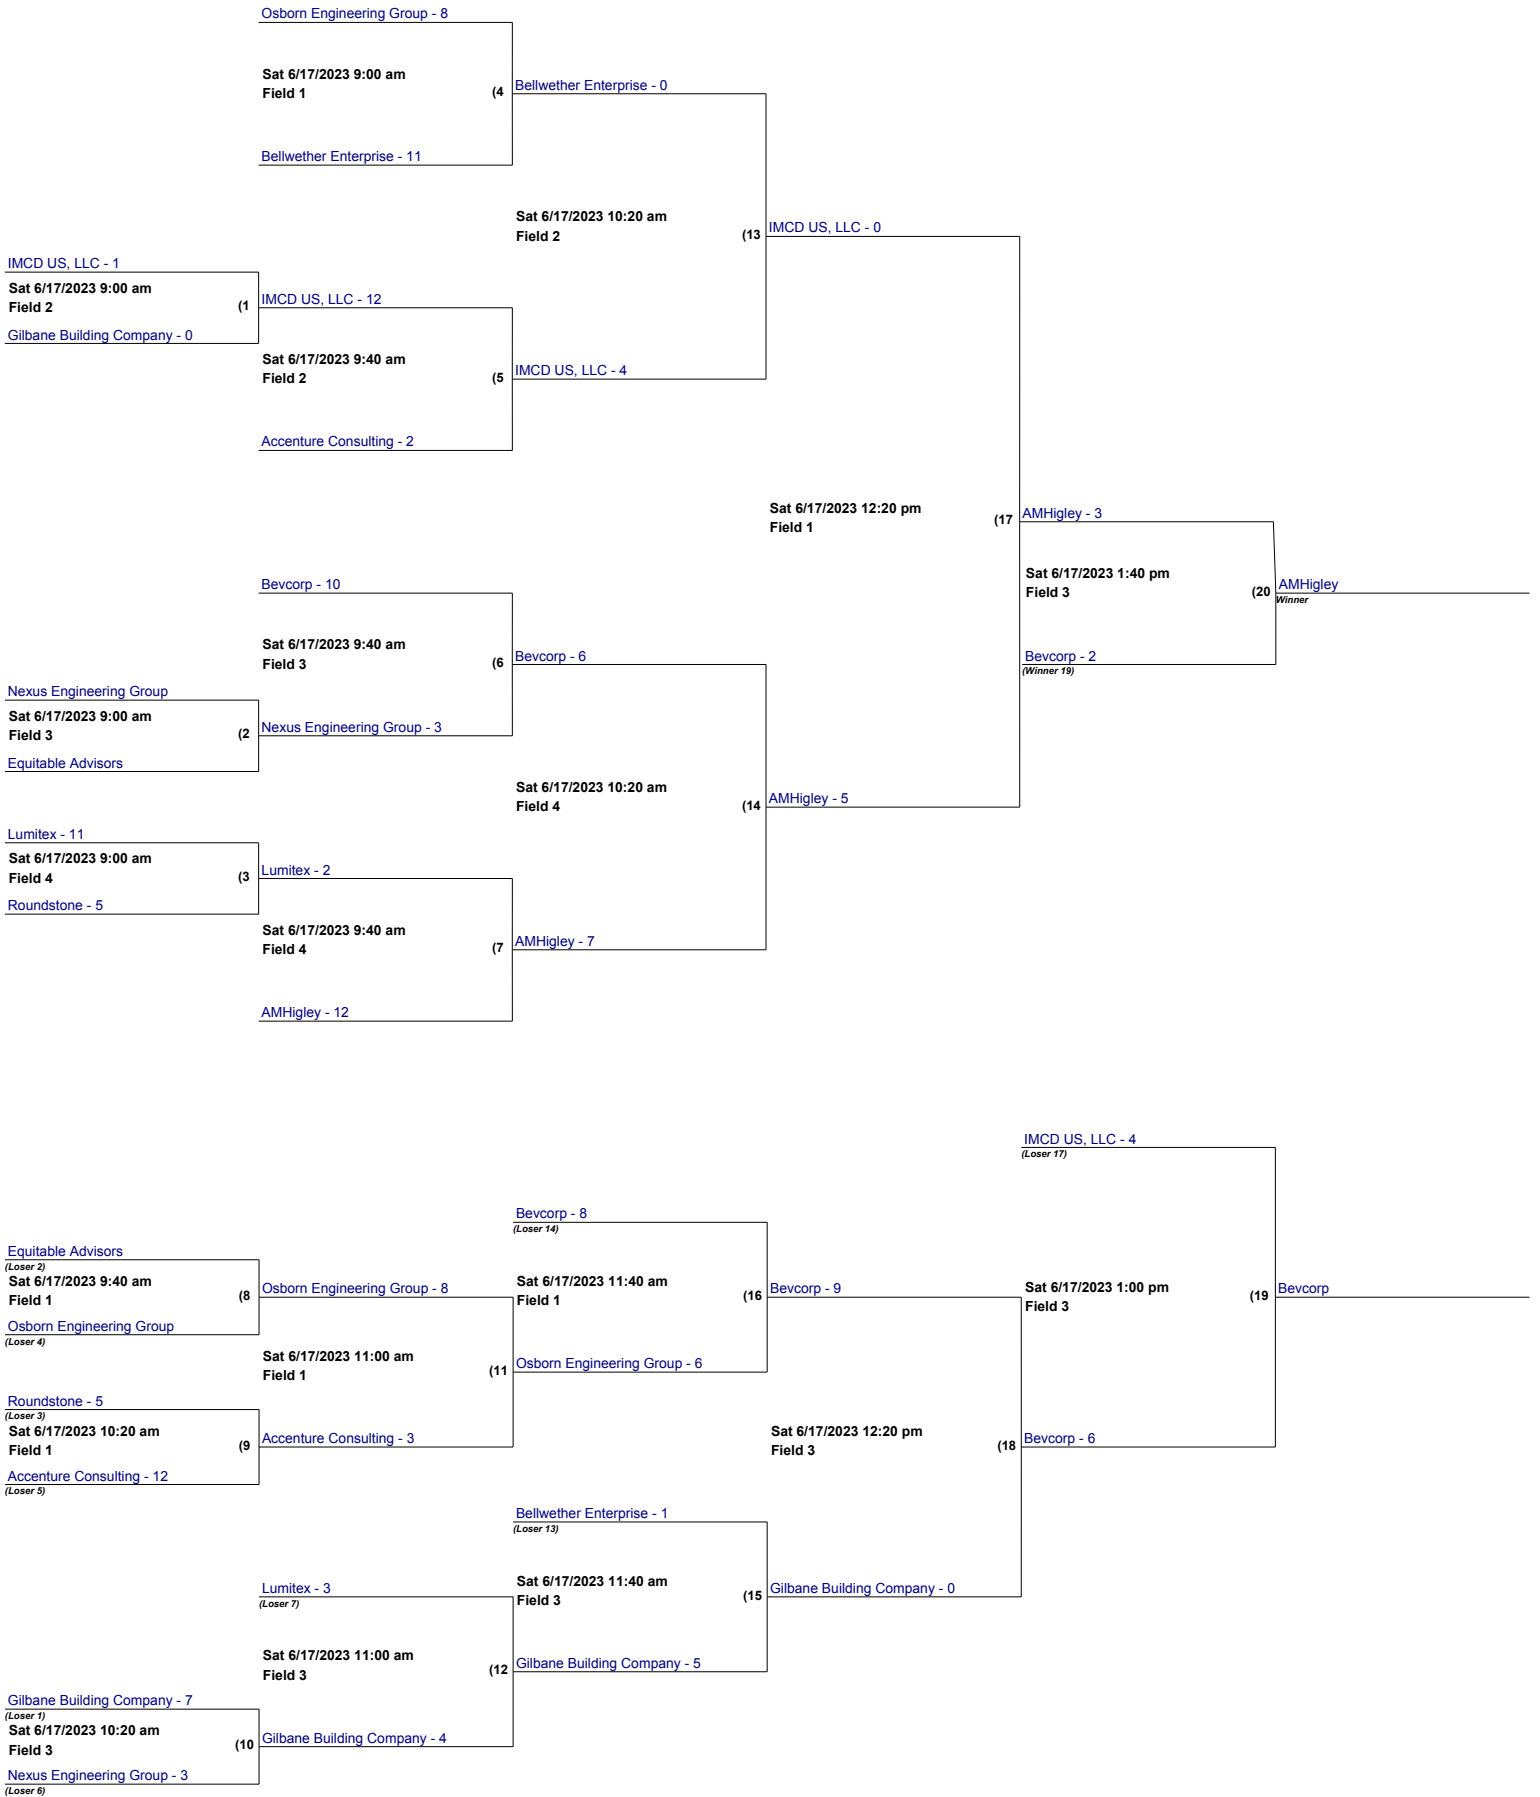 Osborn Engineering Group - 8
Sat 6/17/2023 9:00 am
Field 1
(4
Bellwether Enterprise - 0
Bellwether Enterprise - 11
Sat 6/17/2023 10:20 am
Field 2
(13
IMCD US, LLC - 0
IMCD US, LLC - 1
Sat 6/17/2023 9:00 am
Field 2
(1
IMCD US, LLC - 12
Gilbane Building Company - 0
Sat 6/17/2023 9:40 am
Field 2
(5
IMCD US, LLC - 4
Accenture Consulting - 2
Sat 6/17/2023 12:20 pm
Field 1
(17
AMHigley - 3
Sat 6/17/2023 1:40 pm
Field 3
(20
AMHigley
Winner
Bevcorp - 10
Sat 6/17/2023 9:40 am
Field 3
(6
Bevcorp - 6
Bevcorp - 2
(Winner 19)
Nexus Engineering Group
Sat 6/17/2023 9:00 am
Field 3
(2
Nexus Engineering Group - 3
Equitable Advisors
Sat 6/17/2023 10:20 am
Field 4
(14
AMHigley - 5
Lumitex - 11
Sat 6/17/2023 9:00 am
Field 4
(3
Lumitex - 2
Roundstone - 5
Sat 6/17/2023 9:40 am
Field 4
(7
AMHigley - 7
AMHigley - 12
IMCD US, LLC - 4
(Loser 17)
Bevcorp - 8
(Loser 14)
Equitable Advisors
(Loser 2)
Sat 6/17/2023 9:40 am
Field 1
(8
Osborn Engineering Group - 8
Sat 6/17/2023 11:40 am
Field 1
(16
Bevcorp - 9
Sat 6/17/2023 1:00 pm
Field 3
(19
Bevcorp
Osborn Engineering Group
(Loser 4)
Sat 6/17/2023 11:00 am
Field 1
(11
Osborn Engineering Group - 6
Roundstone - 5
(Loser 3)
Sat 6/17/2023 10:20 am
Field 1
(9
Accenture Consulting - 3
Sat 6/17/2023 12:20 pm
Field 3
(18
Bevcorp - 6
Accenture Consulting - 12
(Loser 5)
Bellwether Enterprise - 1
(Loser 13)
Lumitex - 3
(Loser 7)
Sat 6/17/2023 11:40 am
Field 3
(15
Gilbane Building Company - 0
Sat 6/17/2023 11:00 am
Field 3
(12
Gilbane Building Company - 5
Gilbane Building Company - 7
(Loser 1)
Sat 6/17/2023 10:20 am
Field 3
(10
Gilbane Building Company - 4
Nexus Engineering Group - 3
(Loser 6)